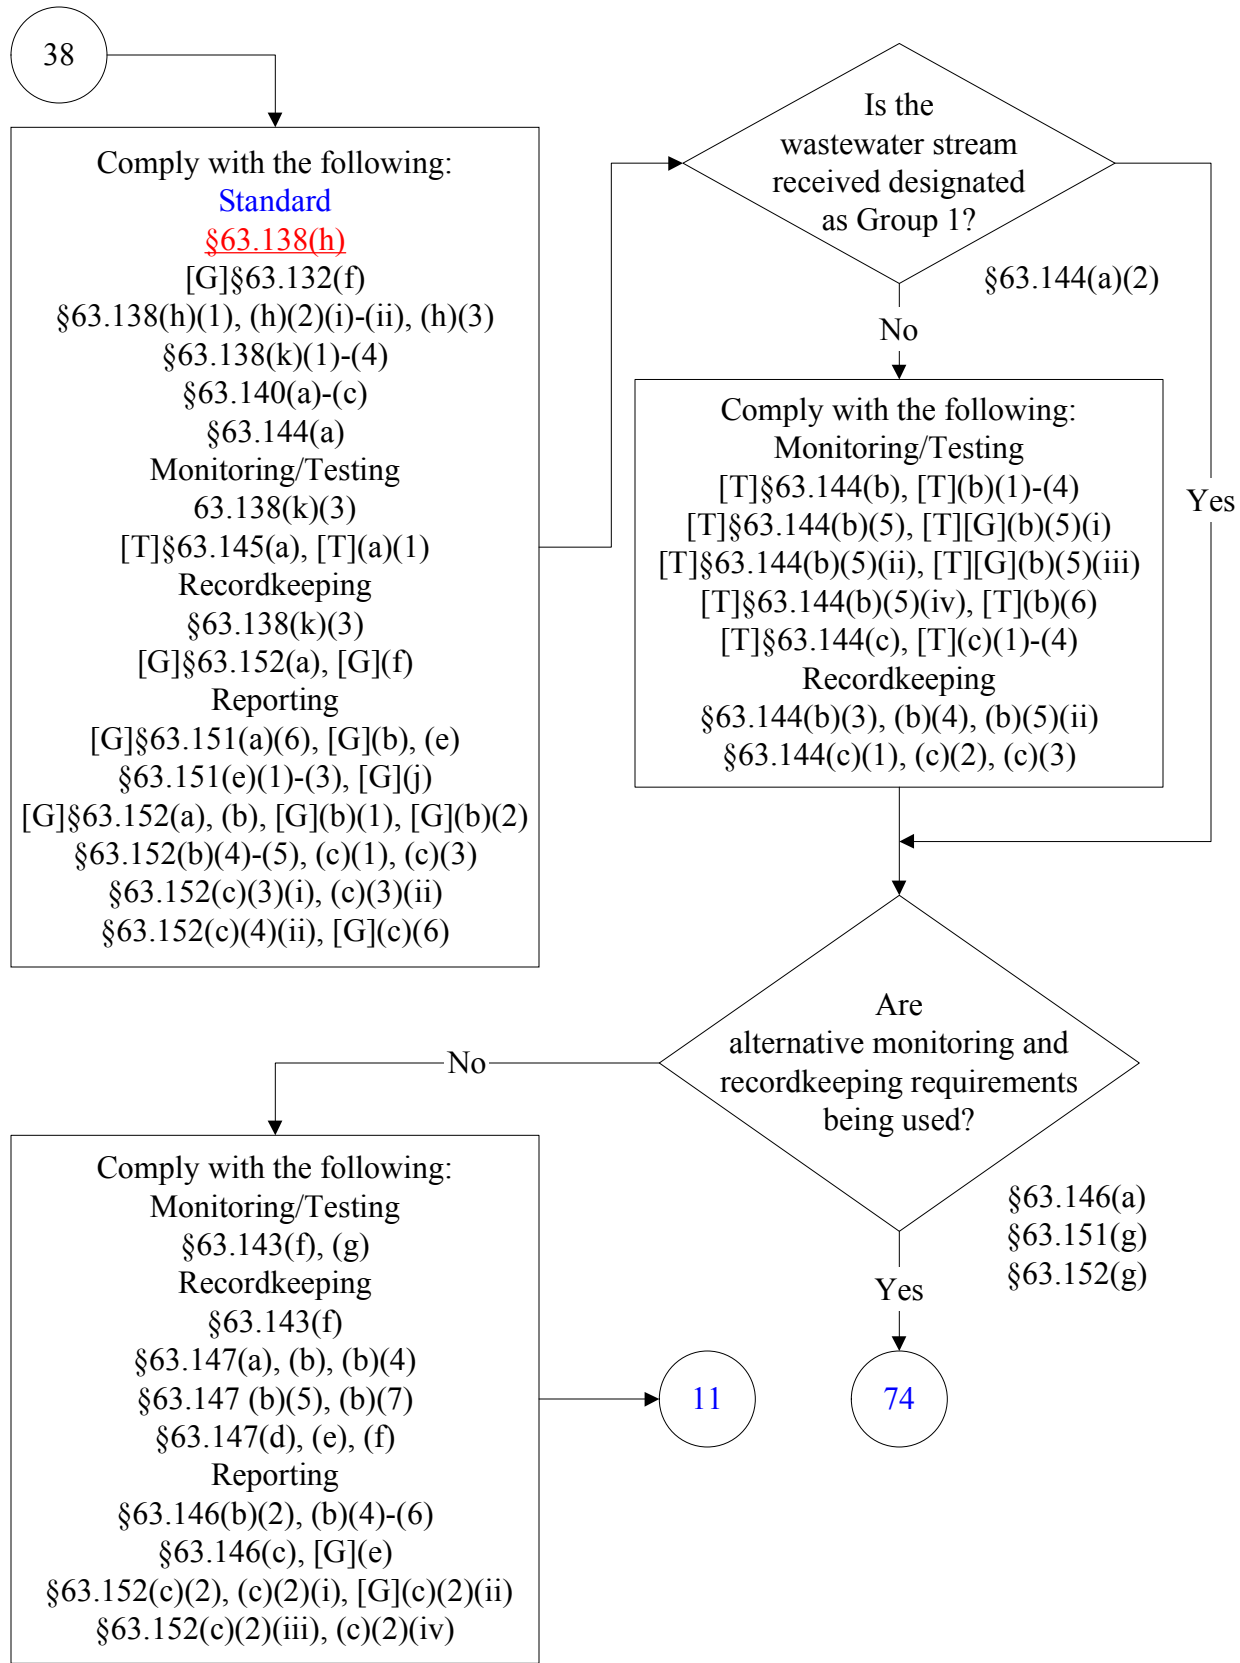 38
Comply with the following:
Standard
§63.138(h)
[G]§63.132(f)
§63.138(h)(1), (h)(2)(i)-(ii), (h)(3)
§63.138(k)(1)-(4)
§63.140(a)-(c)
§63.144(a)
Monitoring/Testing
63.138(k)(3)
[T]§63.145(a), [T](a)(1)
Recordkeeping
§63.138(k)(3)
[G]§63.152(a), [G](f)
Reporting
[G]§63.151(a)(6), [G](b), (e)
§63.151(e)(1)-(3), [G](j)
[G]§63.152(a), (b), [G](b)(1), [G](b)(2)
§63.152(b)(4)-(5), (c)(1), (c)(3)
§63.152(c)(3)(i), (c)(3)(ii)
§63.152(c)(4)(ii), [G](c)(6)
Is the
wastewater stream
received designated
as Group 1?
§63.144(a)(2)
No
Yes
Comply with the following:
Monitoring/Testing
[T]§63.144(b), [T](b)(1)-(4)
[T]§63.144(b)(5), [T][G](b)(5)(i)
[T]§63.144(b)(5)(ii), [T][G](b)(5)(iii)
[T]§63.144(b)(5)(iv), [T](b)(6)
[T]§63.144(c), [T](c)(1)-(4)
Recordkeeping
§63.144(b)(3), (b)(4), (b)(5)(ii)
§63.144(c)(1), (c)(2), (c)(3)
Are
alternative monitoring and
recordkeeping requirements
being used?
§63.146(a)
§63.151(g)
§63.152(g)
No
Yes
Comply with the following:
Monitoring/Testing
§63.143(f), (g)
Recordkeeping
§63.143(f)
§63.147(a), (b), (b)(4)
§63.147 (b)(5), (b)(7)
§63.147(d), (e), (f)
Reporting
§63.146(b)(2), (b)(4)-(6)
§63.146(c), [G](e)
§63.152(c)(2), (c)(2)(i), [G](c)(2)(ii)
§63.152(c)(2)(iii), (c)(2)(iv)
11
74